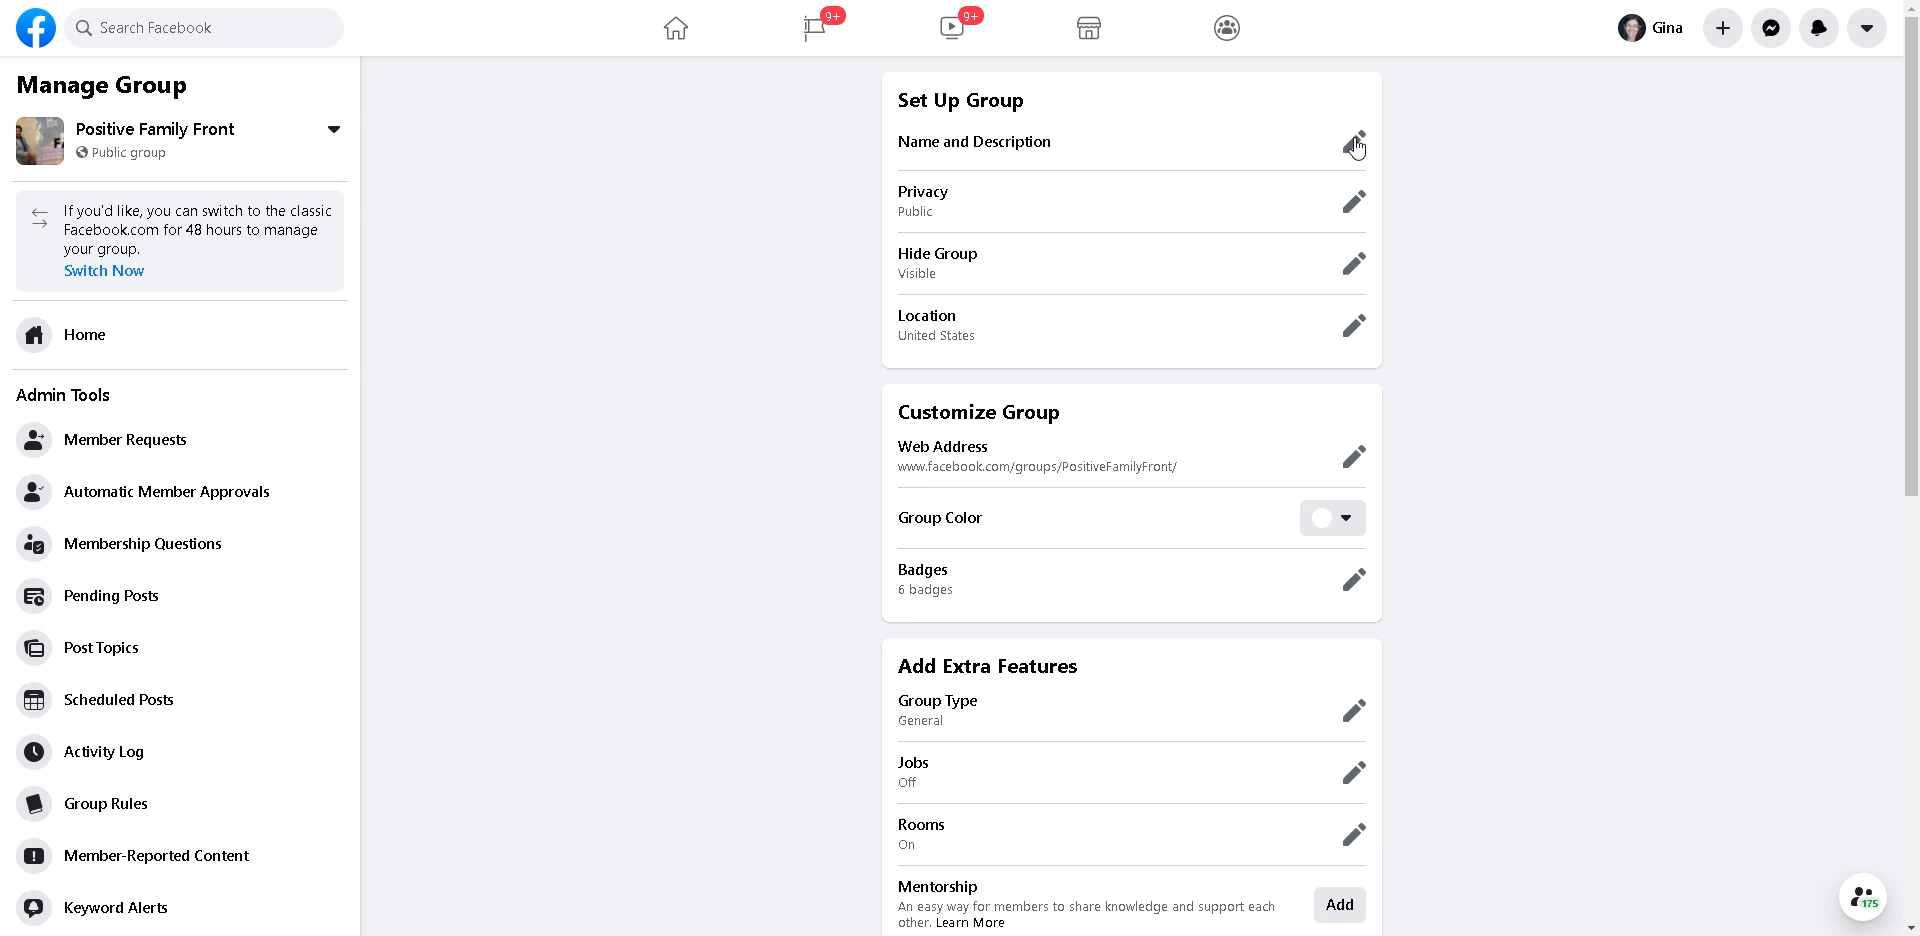 Search Facebook
9+
9+
Gina
Manage Group
Positive Family Front
Public group
If you'd like, you can switch to the classic
Facebook.com for 48 hours to manage
your group.
Switch Now
Home
Admin Tools
Member Requests
Automatic Member Approvals
Membership Questions
Pending Posts
Post Topics
Scheduled Posts
Activity Log
Group Rules
Member-Reported Content
Keyword Alerts
Set Up Group
Name and Description
Privacy
Public
Hide Group
Visible
Location
United States
Customize Group
Web Address
www.facebook.com/groups/PositiveFamilyFront/
Group Color
Badges
6 badges
Add Extra Features
Group Type
General
Jobs
Off
Rooms
On
Mentorship
An easy way for members to share knowledge and support each
other. Learn More
Add
175